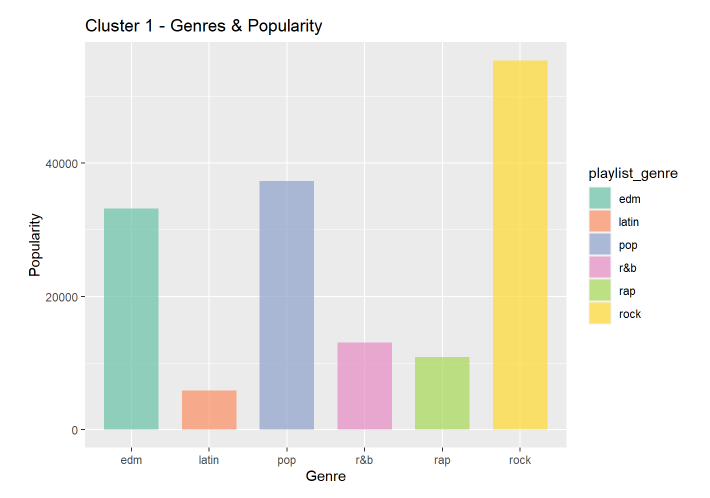 Cluster 1 - Genres & Popularity
Popularity
40000
20000
0
edm latin pop r&b rap rock
Genre
playlist_genre
edm
latin
pop
r&b
rap
rock